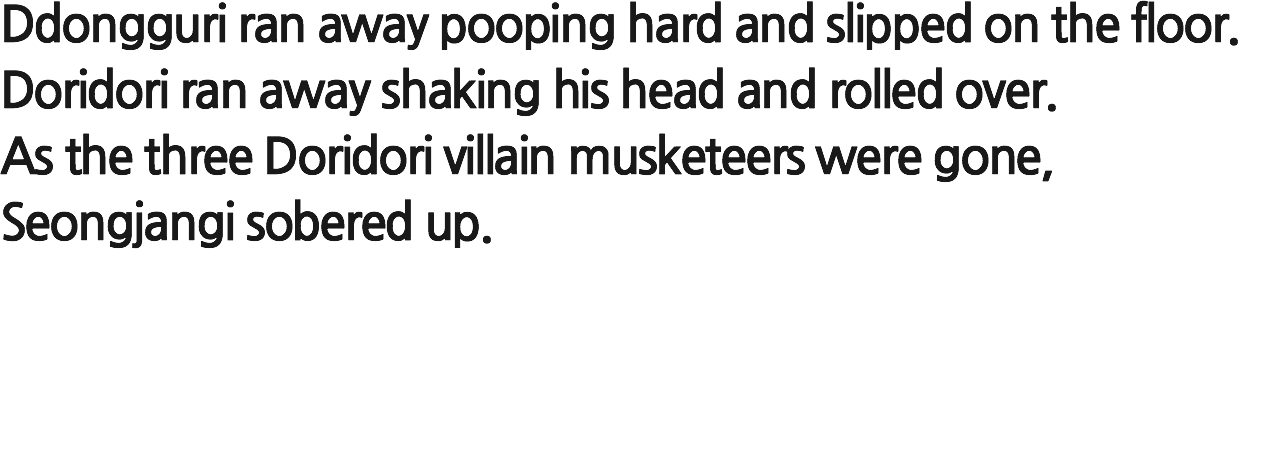 Ddongguri ran away pooping hard and slipped on the floor.
Doridori ran away shaking his head and rolled over.
As the three Doridori villain musketeers were gone,
Seongjangi sobered up.